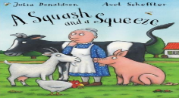 Julia Donaldson Axel Scheffler
A Squash
and a Squeeze